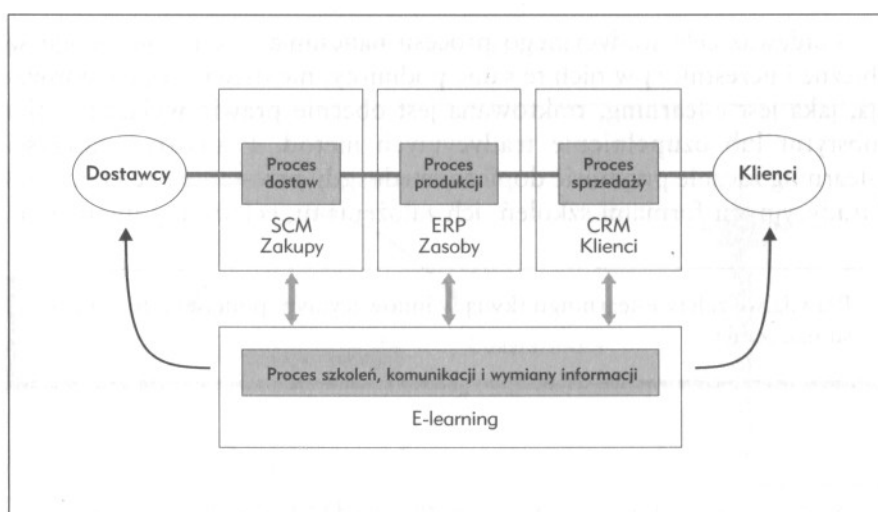 Dostawcy
Proces
dostaw
SCM
Zakupy
Proces
produkcji
ERP
Zasoby
Proces
sprzedaży
CRM
Klienci
Klienci
Proces szkoleń, komunikacji i wymiany informacji
E-learning